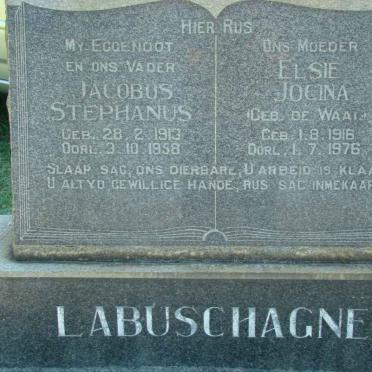 HIER RUS
MY EGGENOOT
EN ONS VADER
JACOBUS
STEPHANUS
GEB. 28.2.1913
OORL. 3.10.1958
ONS MOEDER
ELSIE
JOGINA
(GEB. DE WAAL)
GEB. 1.8.1916
OORL. 1.7.1976
SLAAP SAG, ONS DIERBARE, U ARBEID IS KLAA
U ALTYD GEWILLIGE HANDE, RUS SAG INMEKAAR
LABUSCHAGNE